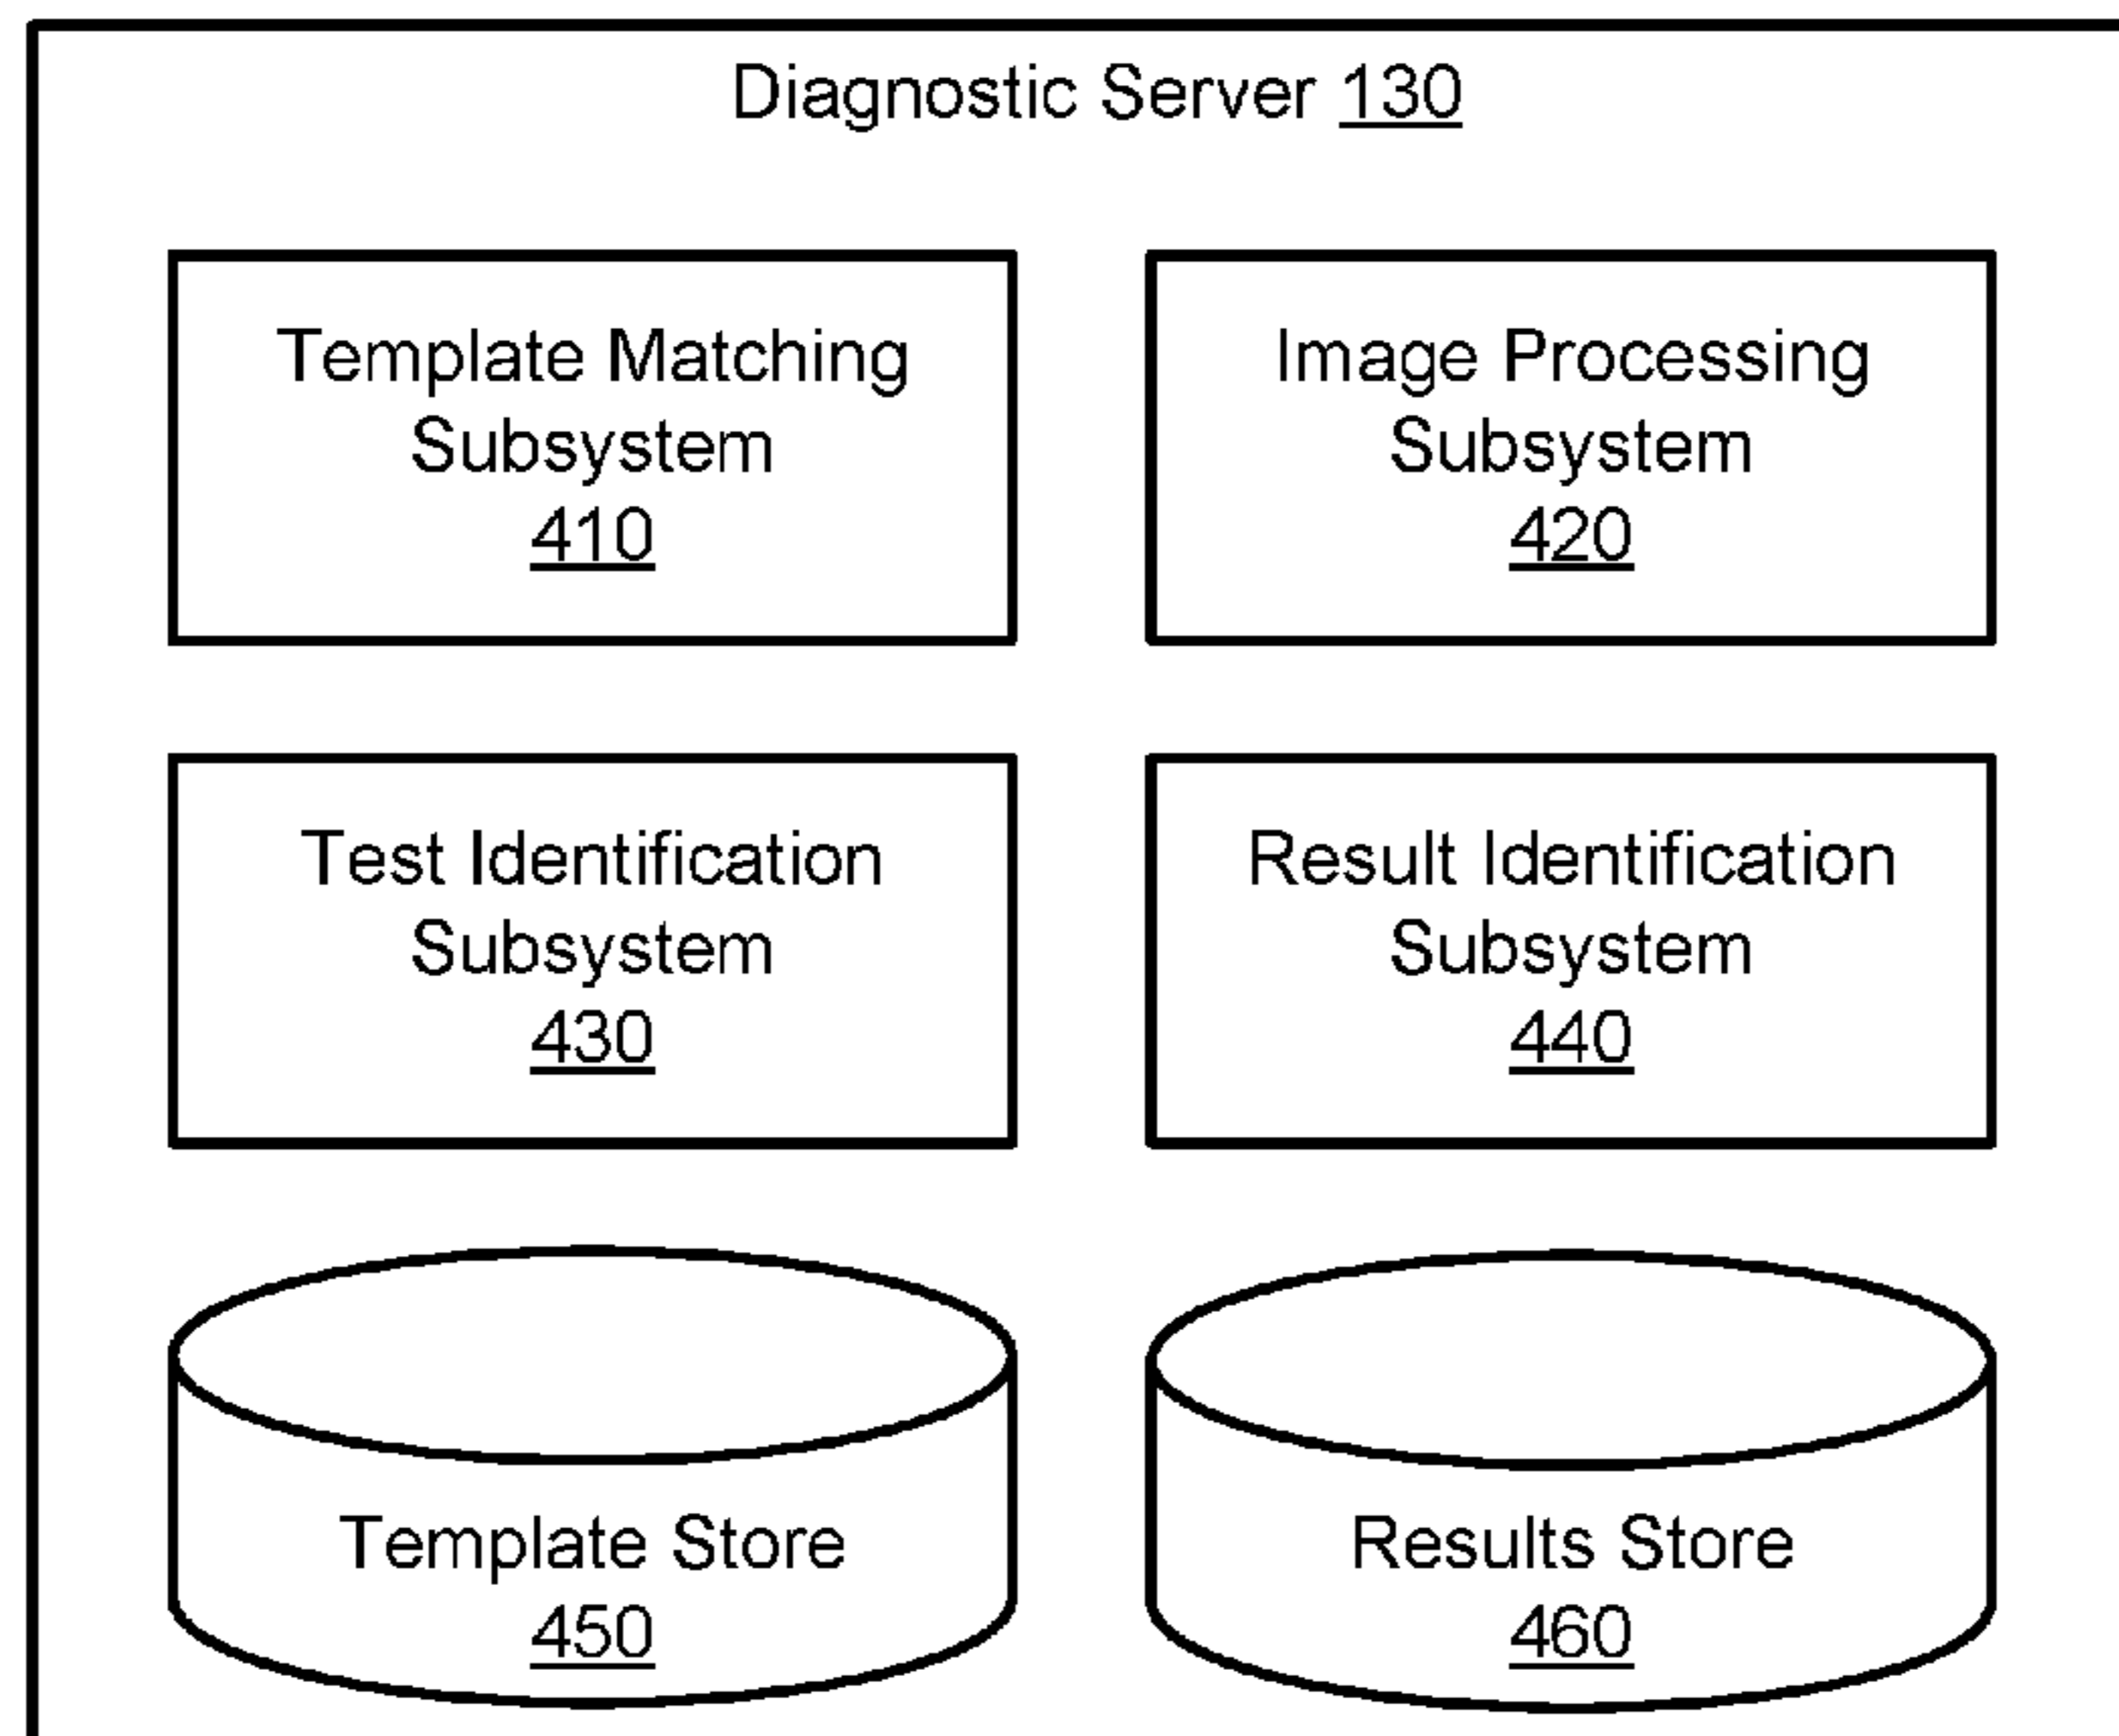 Diagnostic Server 130
Template Matching
Subsystem
410
Image Processing
Subsystem
420
Test Identification
Subsystem
430
Result Identification
Subsystem
440
Template Store
450
Results Store
460